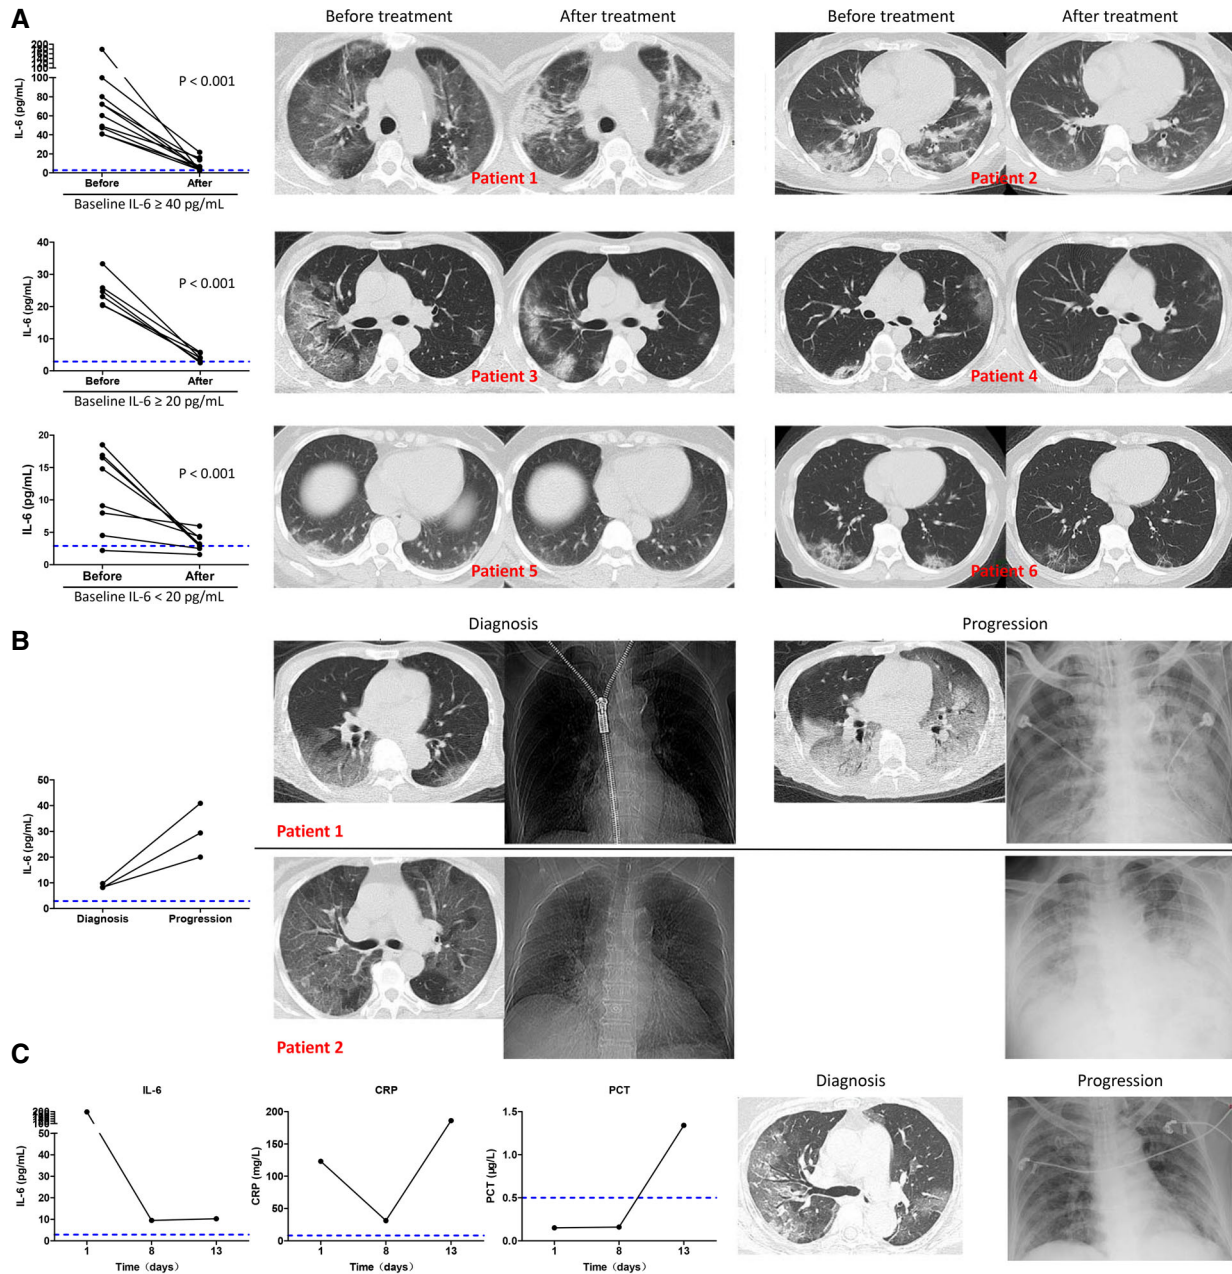 A
Before treatment
After treatment
Before treatment
After treatment
IL-6 (pg/mL)
200
100
80
60
40
20
0
P < 0.001
Before
After
Baseline IL-6 ≥ 40 pg/mL
Patient 1
Patient 2
IL-6 (pg/mL)
40
30
20
10
0
P < 0.001
Before
After
Baseline IL-6 ≥ 20 pg/mL
Patient 3
Patient 4
IL-6 (pg/mL)
20
15
10
5
0
P < 0.001
Before
After
Baseline IL-6 < 20 pg/mL
Patient 5
Patient 6
B
Diagnosis
Progression
IL-6 (pg/mL)
50
40
30
20
10
0
Diagnosis
Progression
Patient 1
Patient 2
C
IL-6
IL-6 (pg/mL)
200
100
50
40
30
20
10
0
1
8
13
Time（days）
CRP
CRP (mg/L)
200
150
100
50
0
1
8
13
Time（days）
PCT
PCT (μg/L)
1.5
1.0
0.5
0.0
1
8
13
Time（days）
Diagnosis
Progression